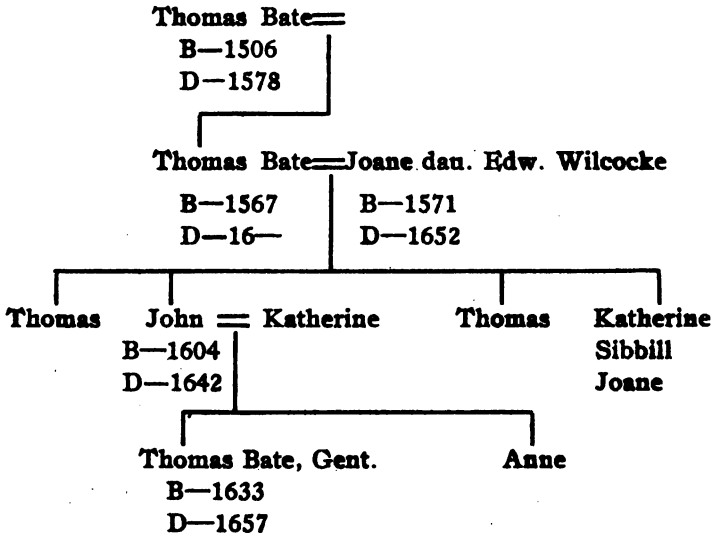 Thomas Bate
B—1506
D—1578
Thomas Bate=Joane dau. Edw. Wilcocke
B—1567 B—1571
D—16— D—1652
Thomas John = Katherine Thomas Katherine
B—1604 Sibbill
D—1642 Joane
Thomas Bate, Gent. Anne
B—1633
D—1657